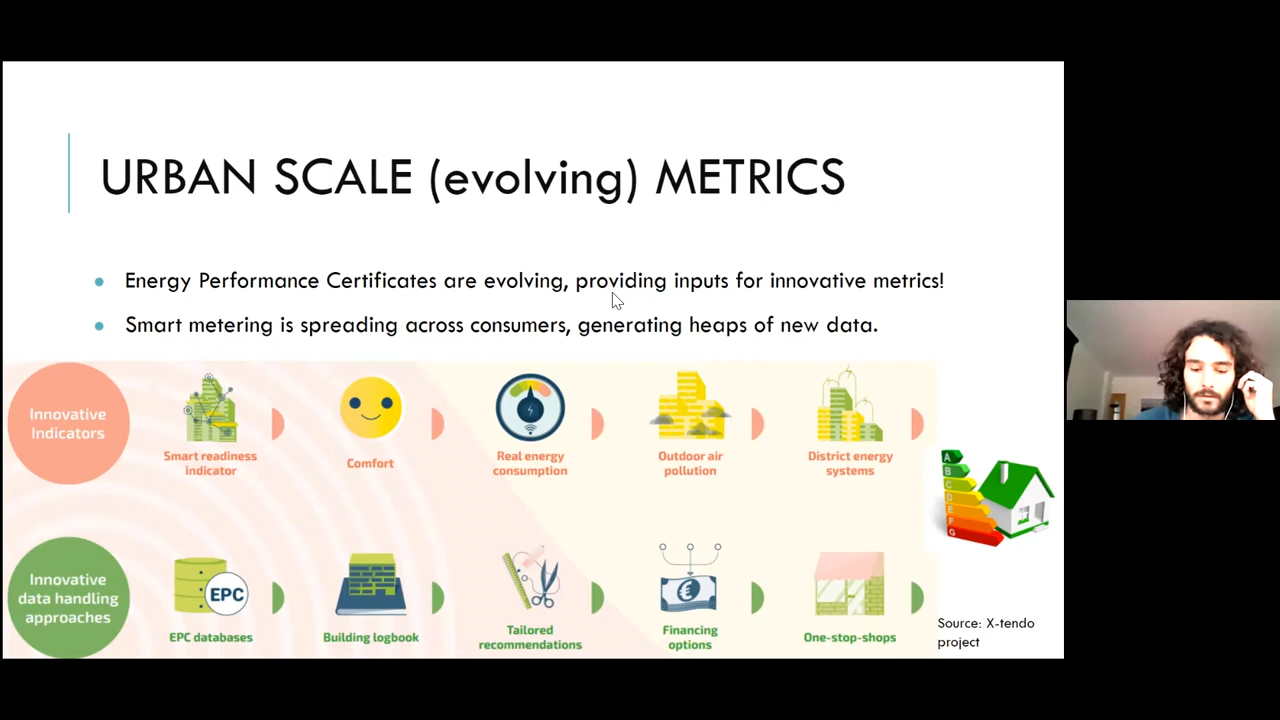 URBAN SCALE (evolving) METRICS
Energy Performance Certificates are evolving, providing inputs for innovative metrics!
Smart metering is spreading across consumers, generating heaps of new data.
Innovative
Indicators
Smart readiness
indicator
Comfort
Real energy
consumption
Outdoor air
pollution
District energy
systems
A
B
C
D
E
F
G
Innovative
data handling
approaches
EPC
EPC databases
Building logbook
Tailored
recommendations
€
Financing
options
One-stop-shops
Source: X-tendo
project